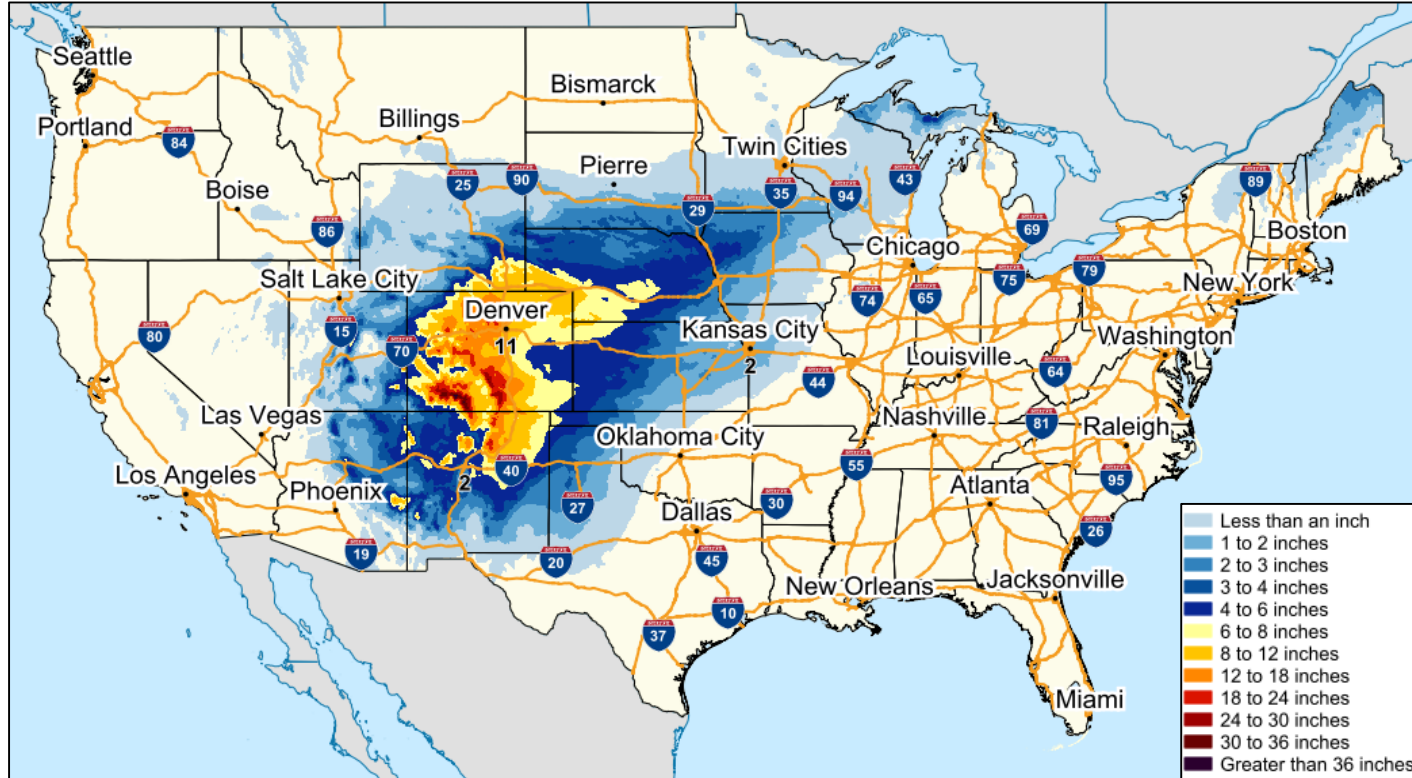 Seattle
Portland
84
Boise
86
Billings
25
90
Bismarck
Pierre
Twin Cities
35
94
43
29
89
Boston
69
Chicago
75
79
New York
74
65
Salt Lake City
15
80
Denver
11
70
Kansas City
2
44
Louisville
64
Washington
Las Vegas
Nashville
81
Raleigh
Los Angeles
Phoenix
2
40
Oklahoma City
55
95
27
30
Atlanta
26
Dallas
19
20
45
10
37
New Orleans
Jacksonville
Miami
Less than an inch
1 to 2 inches
2 to 3 inches
3 to 4 inches
4 to 6 inches
6 to 8 inches
8 to 12 inches
12 to 18 inches
18 to 24 inches
24 to 30 inches
30 to 36 inches
Greater than 36 inches